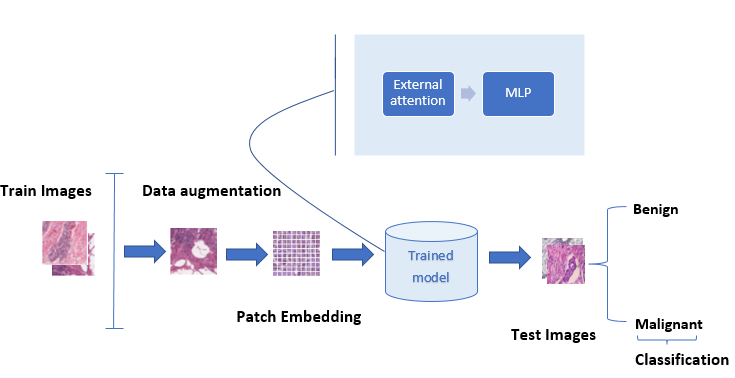 External
attention
MLP
Train Images
Data augmentation
Benign
Trained
model
Patch Embedding
Test Images
Malignant
Classification